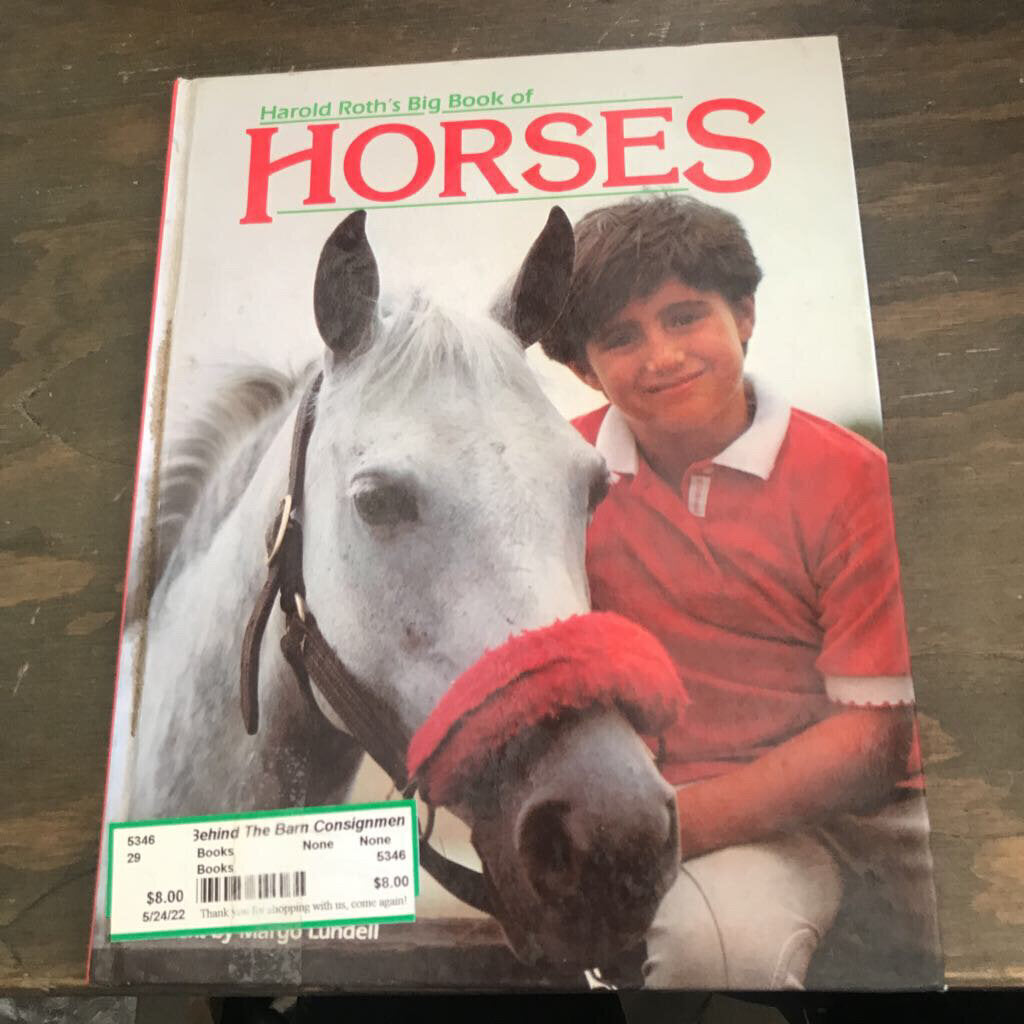 Harold Roth's Big Book of
HORSES
5346 Behind The Barn Consignmen
29 Books None None
Books 5346
$8.00 $8.00
5/24/22 Thank you for shopping with us, come again!
by Margo Lundell